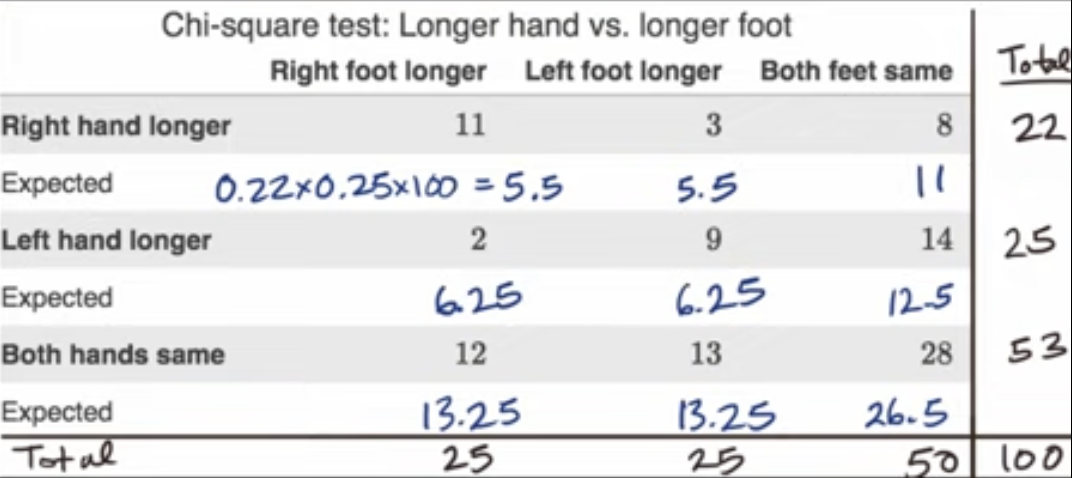 Chi-square test: Longer hand vs. longer foot
Right foot longer Left foot longer Both feet same Total
Right hand longer 11 3 8 22
Expected 0.22×0.25×100 = 5.5 5.5 11
Left hand longer 2 9 14 25
Expected 6.25 6.25 12.5
Both hands same 12 13 28 53
Expected 13.25 13.25 26.5
Total 25 25 50 100